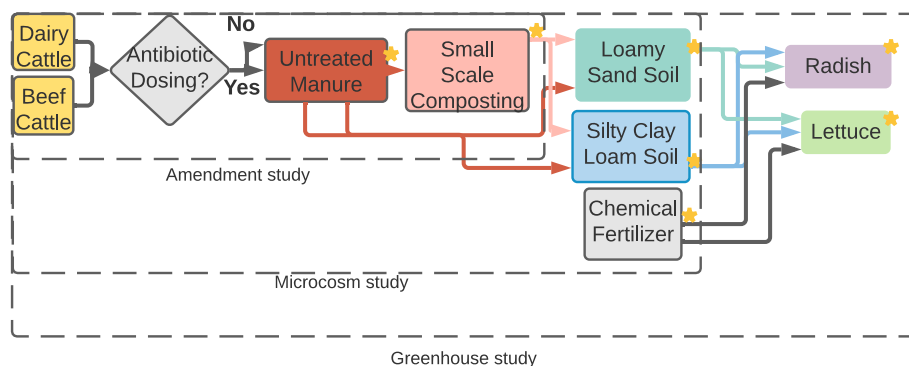 Dairy
Cattle
Beef
Cattle
Antibiotic
Dosing?
No
Yes
Untreated
Manure
Small
Scale
Composting
Loamy
Sand Soil
Silty Clay
Loam Soil
Chemical
Fertilizer
Radish
Lettuce
Amendment study
Microcosm study
Greenhouse study